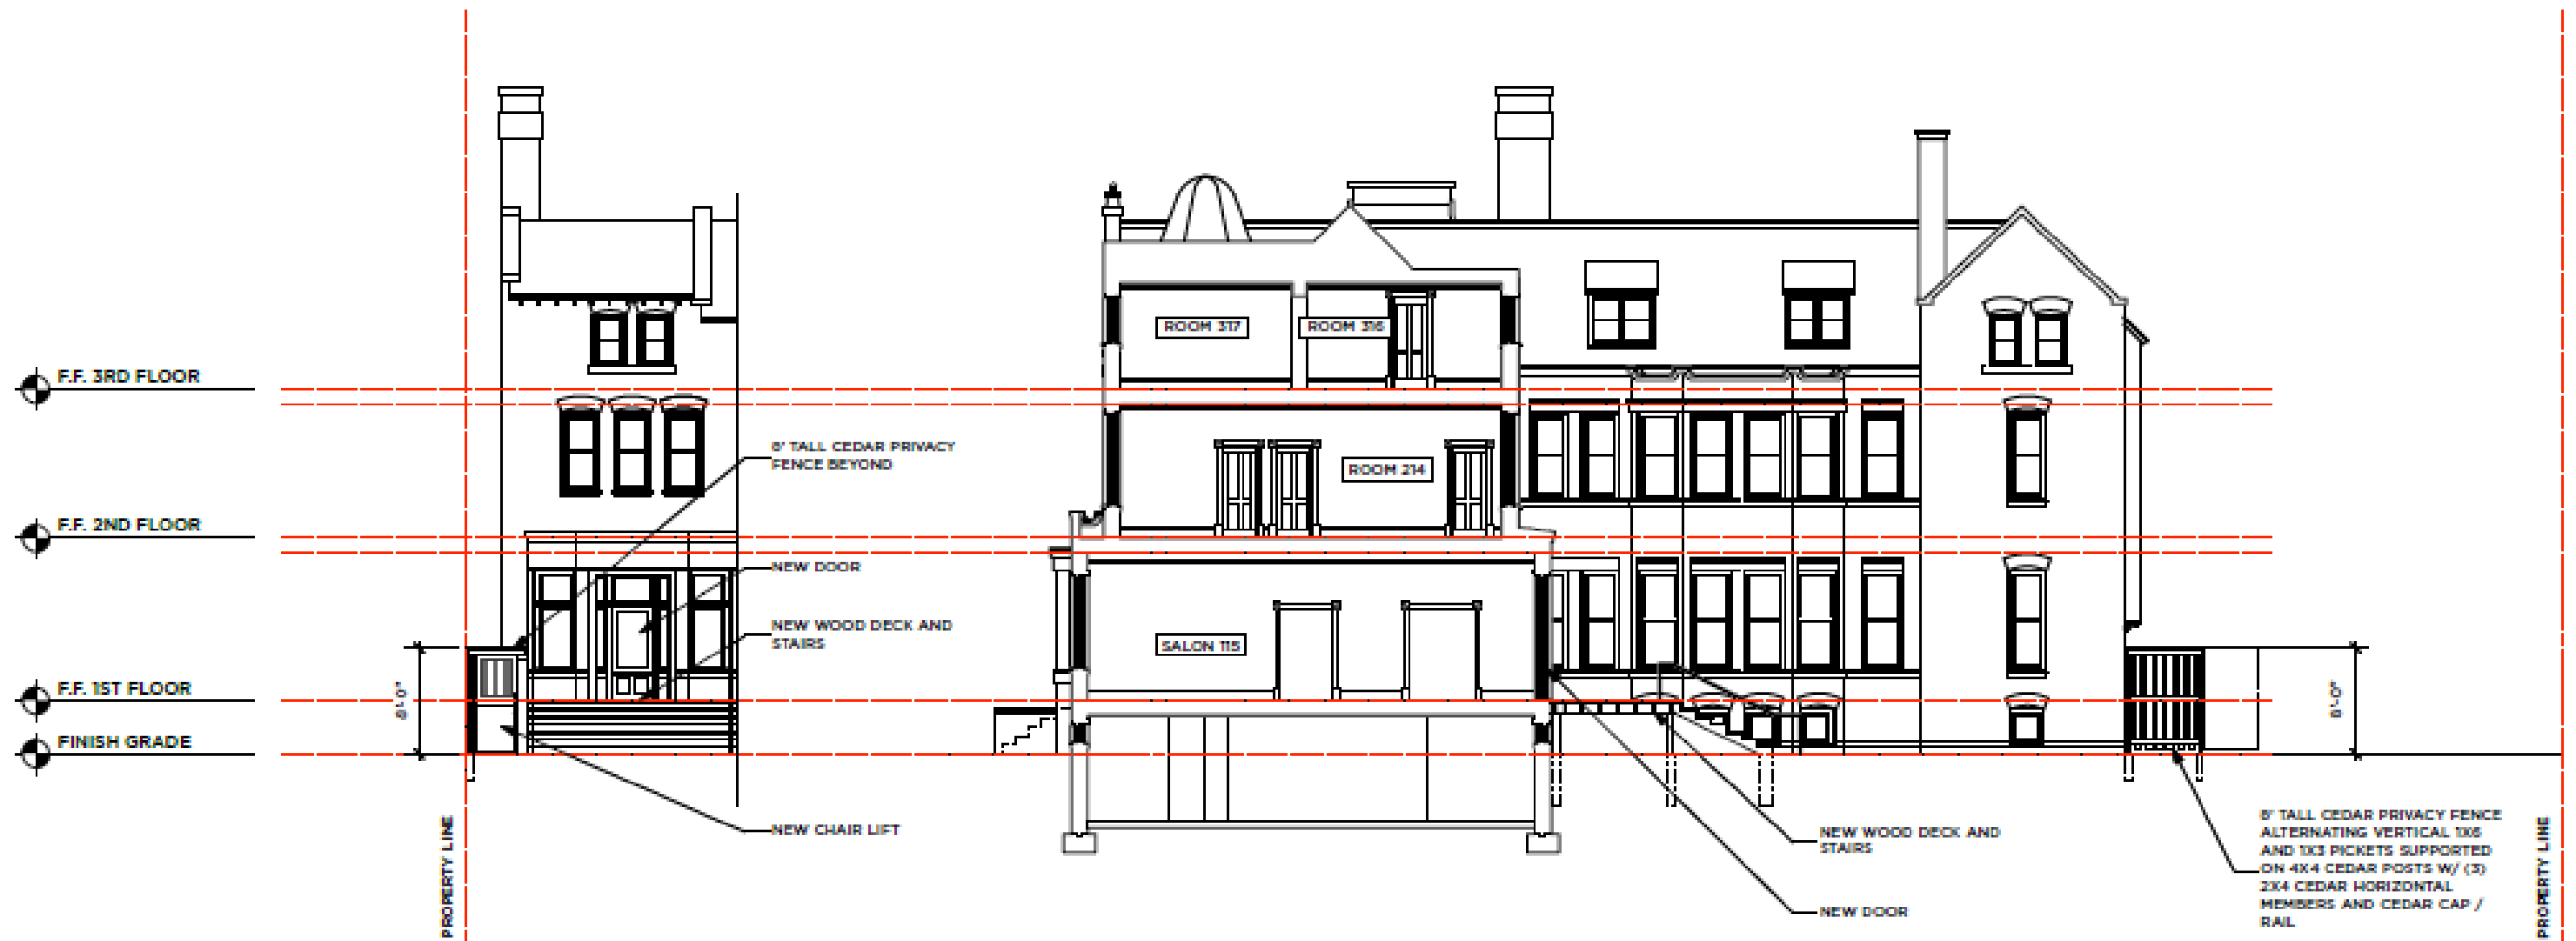 ROOM 317
ROOM 316
F.F. 3RD FLOOR
8' TALL CEDAR PRIVACY
FENCE BEYOND
ROOM 214
F.F. 2ND FLOOR
NEW DOOR
NEW WOOD DECK AND
STAIRS
SALON 115
F.F. 1ST FLOOR
8'-0"
8'-0"
FINISH GRADE
NEW CHAIR LIFT
PROPERTY LINE
NEW WOOD DECK AND
STAIRS
NEW DOOR
8' TALL CEDAR PRIVACY FENCE
ALTERNATING VERTICAL 1X6
AND 1X3 PICKETS SUPPORTED
ON 4X4 CEDAR POSTS W/ (3)
2X4 CEDAR HORIZONTAL
MEMBERS AND CEDAR CAP /
RAIL
PROPERTY LINE